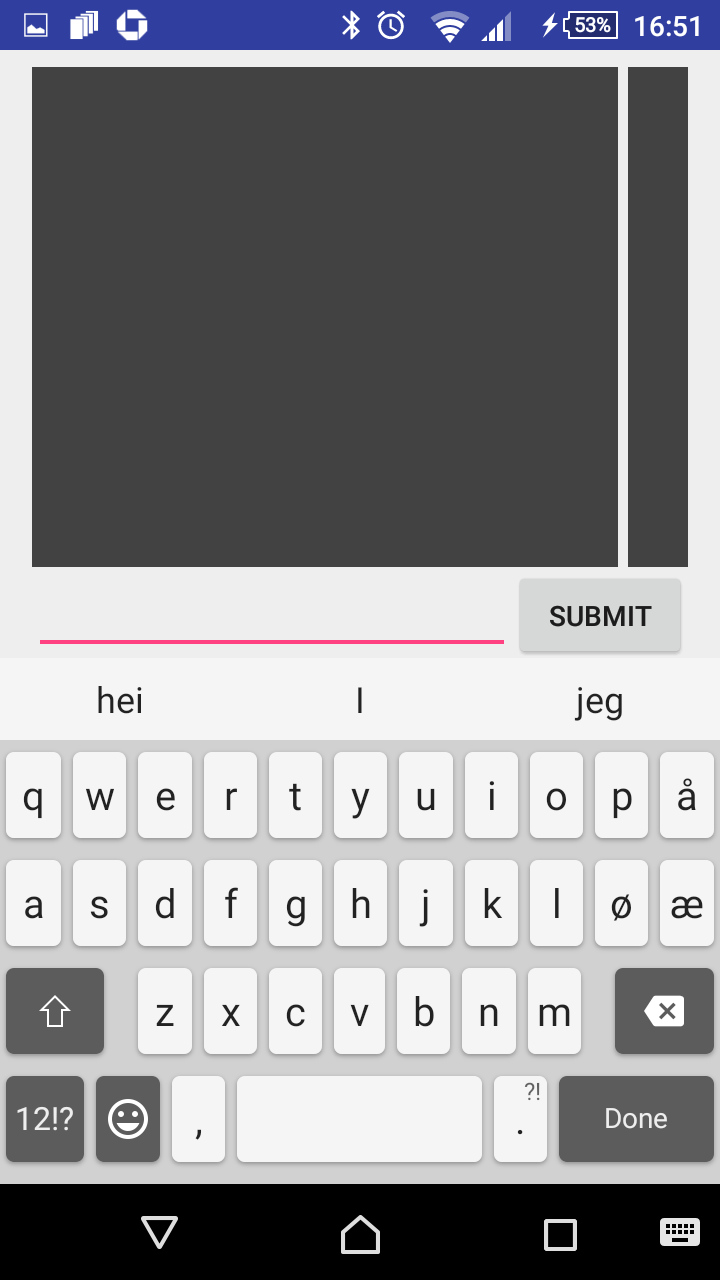 53% 16:51
SUBMIT
hei I jeg
q w e r t y u i o p å
a s d f g h j k l ø æ
z x c v b n m
12!? , ?! . Done